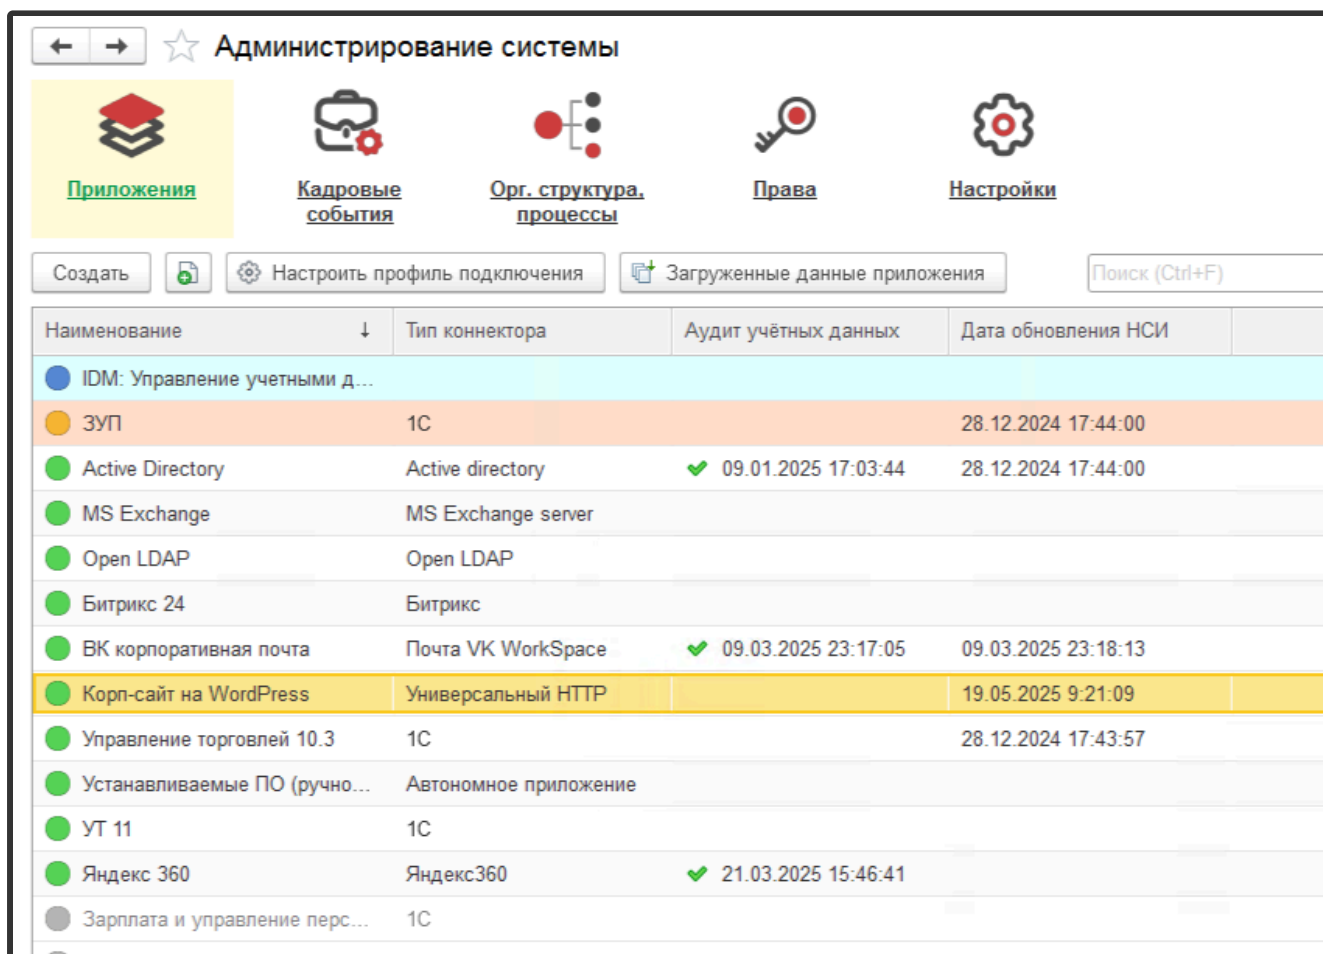 Администрирование системы
Приложения
Кадровые
события
Орг. структура,
процессы
Права
Настройки
Создать
Настроить профиль подключения
Загруженные данные приложения
Поиск (Ctrl+F)
Наименование ↓ Тип коннектора Аудит учётных данных Дата обновления НСИ
IDM: Управление учетными д...
ЗУП 1С 28.12.2024 17:44:00
Active Directory Active directory 09.01.2025 17:03:44 28.12.2024 17:44:00
MS Exchange MS Exchange server
Open LDAP Open LDAP
Битрикс 24 Битрикс
ВК корпоративная почта Почта VK WorkSpace 09.03.2025 23:17:05 09.03.2025 23:18:13
Корп-сайт на WordPress Универсальный HTTP 19.05.2025 9:21:09
Управление торговлей 10.3 1С 28.12.2024 17:43:57
Устанавливаемые ПО (ручно... Автономное приложение
УТ 11 1С
Яндекс 360 Яндекс360 21.03.2025 15:46:41
Зарплата и управление перс... 1С